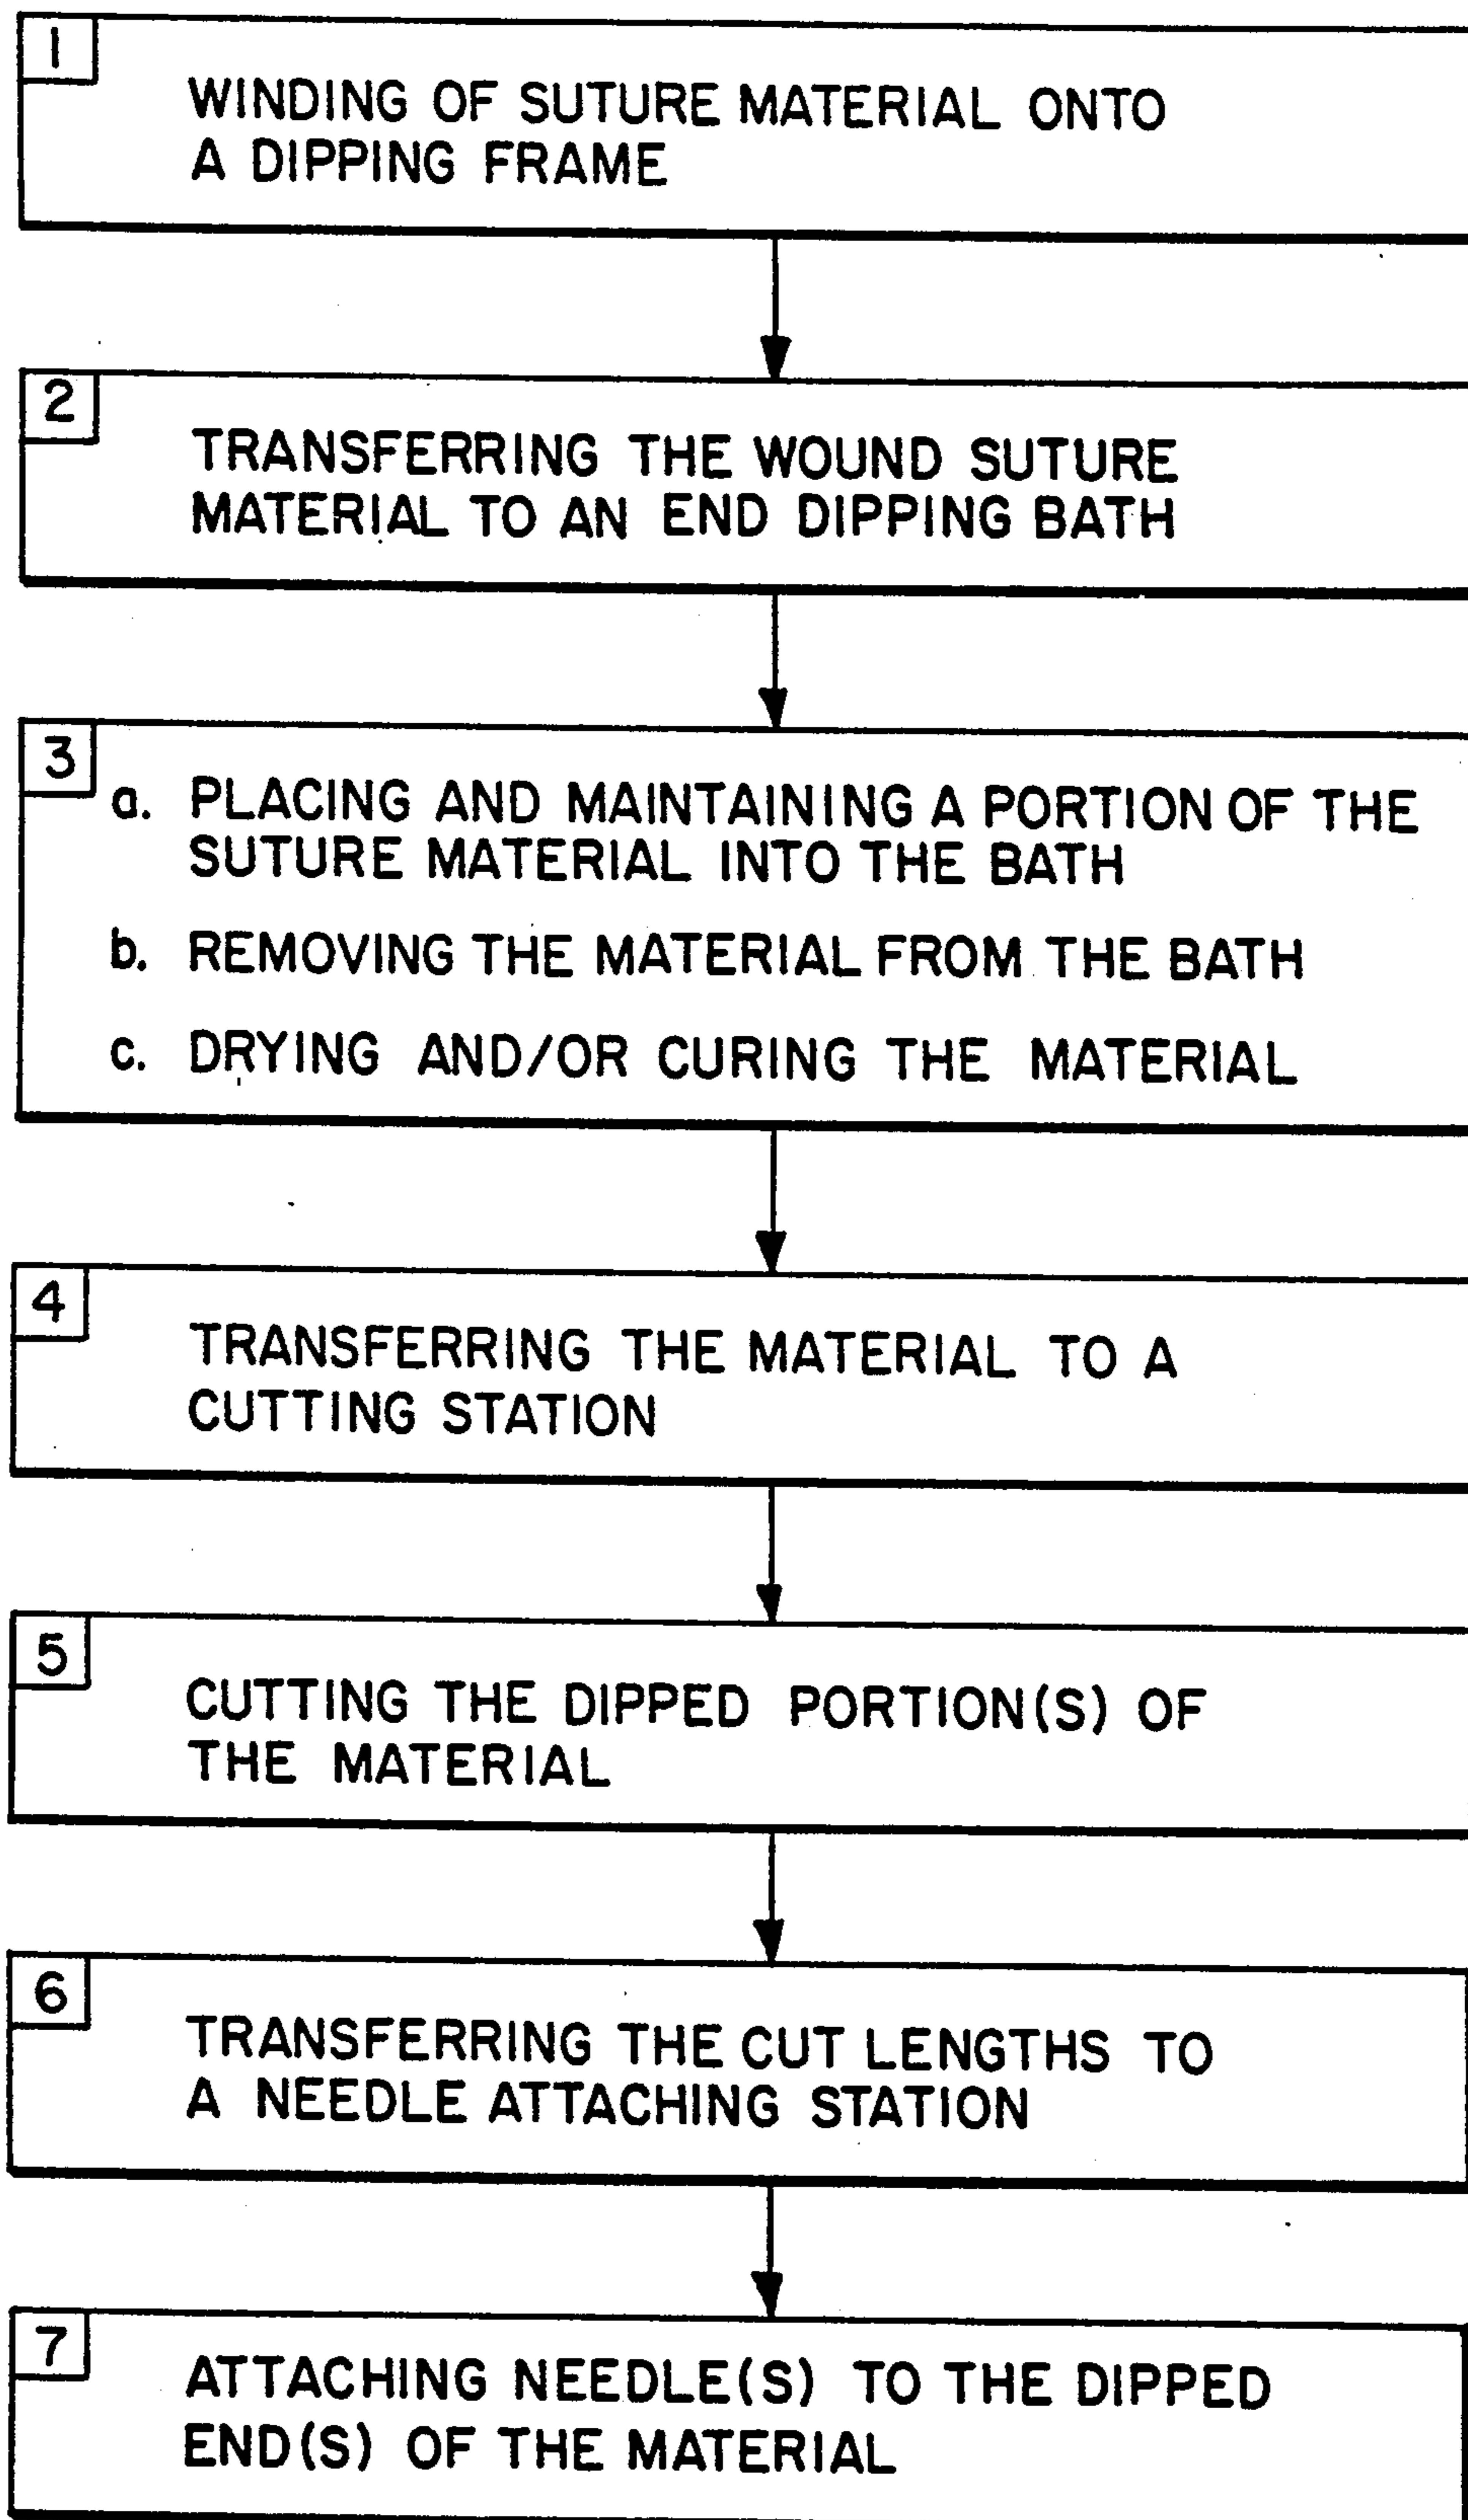 1
WINDING OF SUTURE MATERIAL ONTO
A DIPPING FRAME
2
TRANSFERRING THE WOUND SUTURE
MATERIAL TO AN END DIPPING BATH
3
a. PLACING AND MAINTAINING A PORTION OF THE
SUTURE MATERIAL INTO THE BATH
b. REMOVING THE MATERIAL FROM THE BATH
c. DRYING AND/OR CURING THE MATERIAL
4
TRANSFERRING THE MATERIAL TO A
CUTTING STATION
5
CUTTING THE DIPPED PORTION(S) OF
THE MATERIAL
6
TRANSFERRING THE CUT LENGTHS TO
A NEEDLE ATTACHING STATION
7
ATTACHING NEEDLE(S) TO THE DIPPED
END(S) OF THE MATERIAL